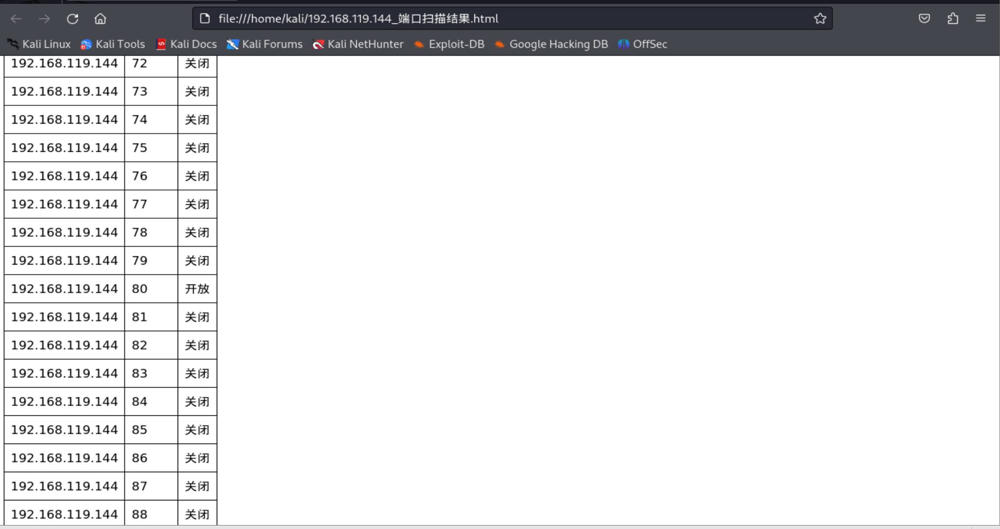 file:///home/kali/192.168.119.144_端口扫描结果.html
Kali Linux Kali Tools Kali Docs Kali Forums Kali NetHunter Exploit-DB Google Hacking DB OffSec
192.168.119.144 72 关闭
192.168.119.144 73 关闭
192.168.119.144 74 关闭
192.168.119.144 75 关闭
192.168.119.144 76 关闭
192.168.119.144 77 关闭
192.168.119.144 78 关闭
192.168.119.144 79 关闭
192.168.119.144 80 开放
192.168.119.144 81 关闭
192.168.119.144 82 关闭
192.168.119.144 83 关闭
192.168.119.144 84 关闭
192.168.119.144 85 关闭
192.168.119.144 86 关闭
192.168.119.144 87 关闭
192.168.119.144 88 关闭